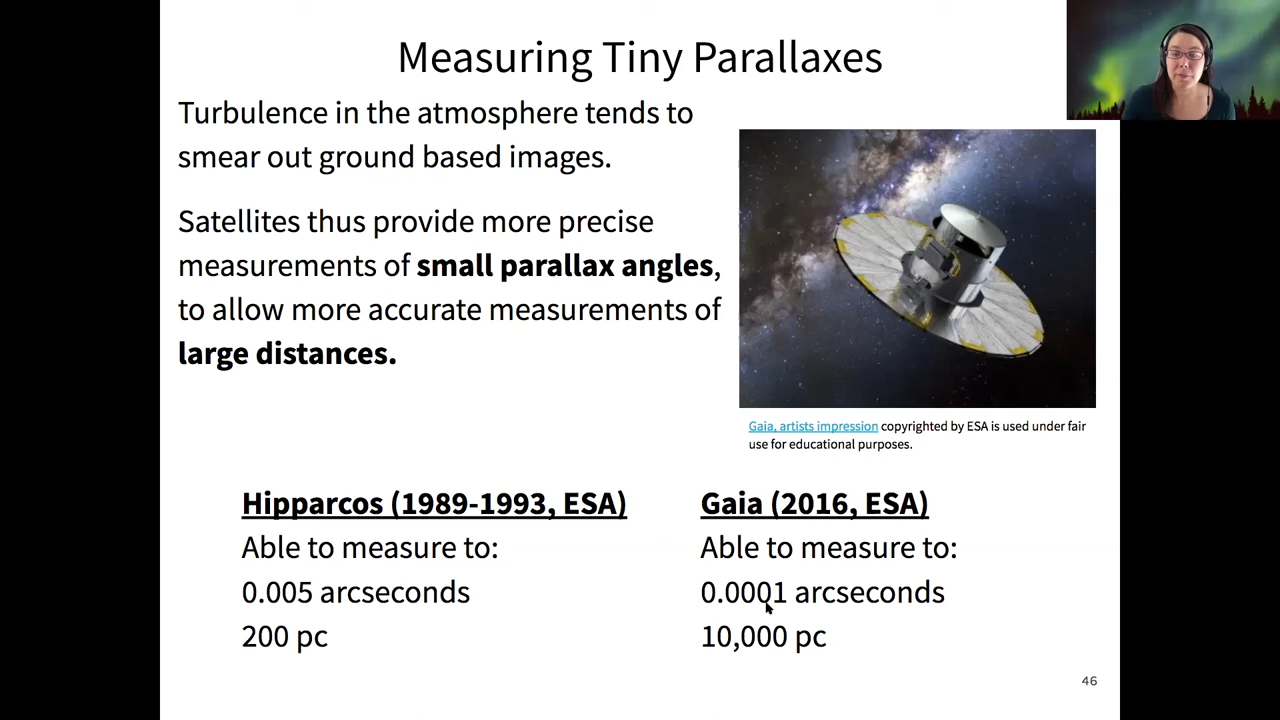 Measuring Tiny Parallaxes
Turbulence in the atmosphere tends to
smear out ground based images.
Satellites thus provide more precise
measurements of small parallax angles,
to allow more accurate measurements of
large distances.
Gaia, artists impression copyrighted by ESA is used under fair
use for educational purposes.
Hipparcos (1989-1993, ESA)
Able to measure to:
0.005 arcseconds
200 pc
Gaia (2016, ESA)
Able to measure to:
0.0001 arcseconds
10,000 pc
46